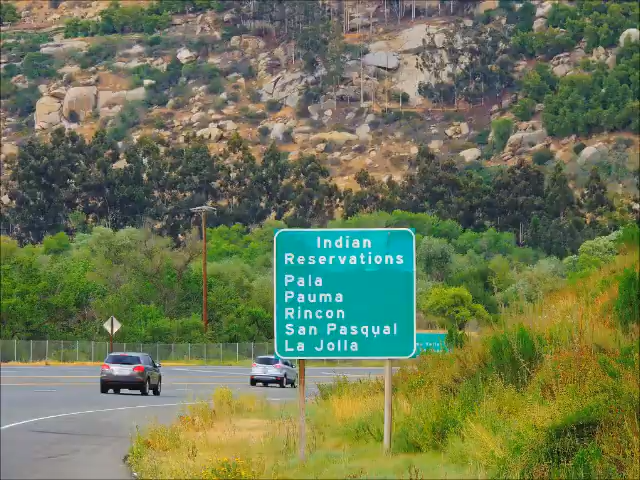 Indian
Reservations
Pala
Pauma
Rincon
San Pasqual
La Jolla